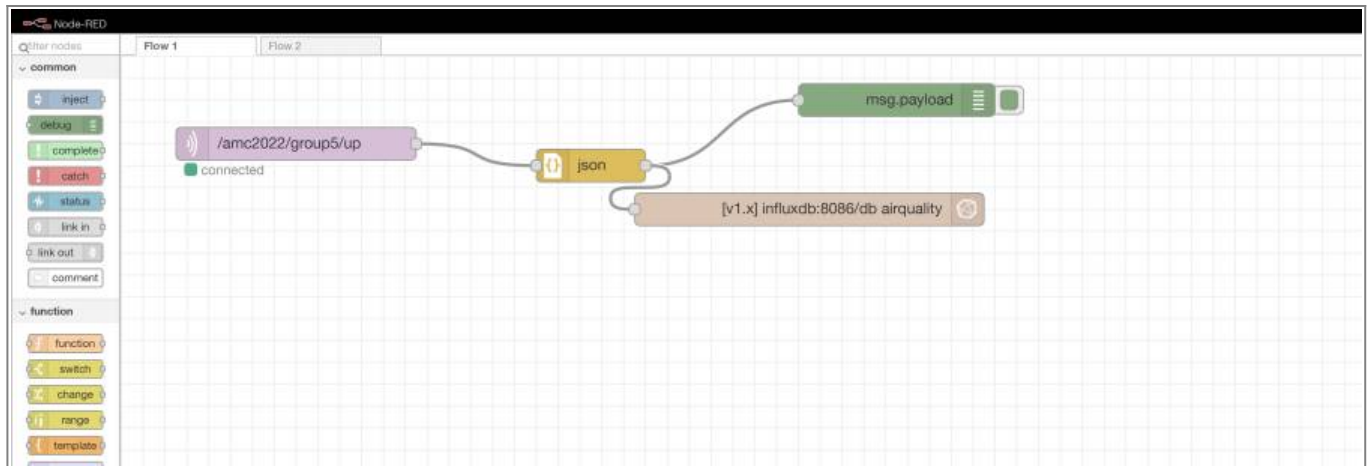 Node-RED
filter nodes
Flow 1
Flow 2
common
inject
debug
complete
catch
status
link in
link out
comment
function
function
switch
change
range
template
/amc2022/group5/up
connected
json
msg.payload
[v1.x] influxdb:8086/db airquality